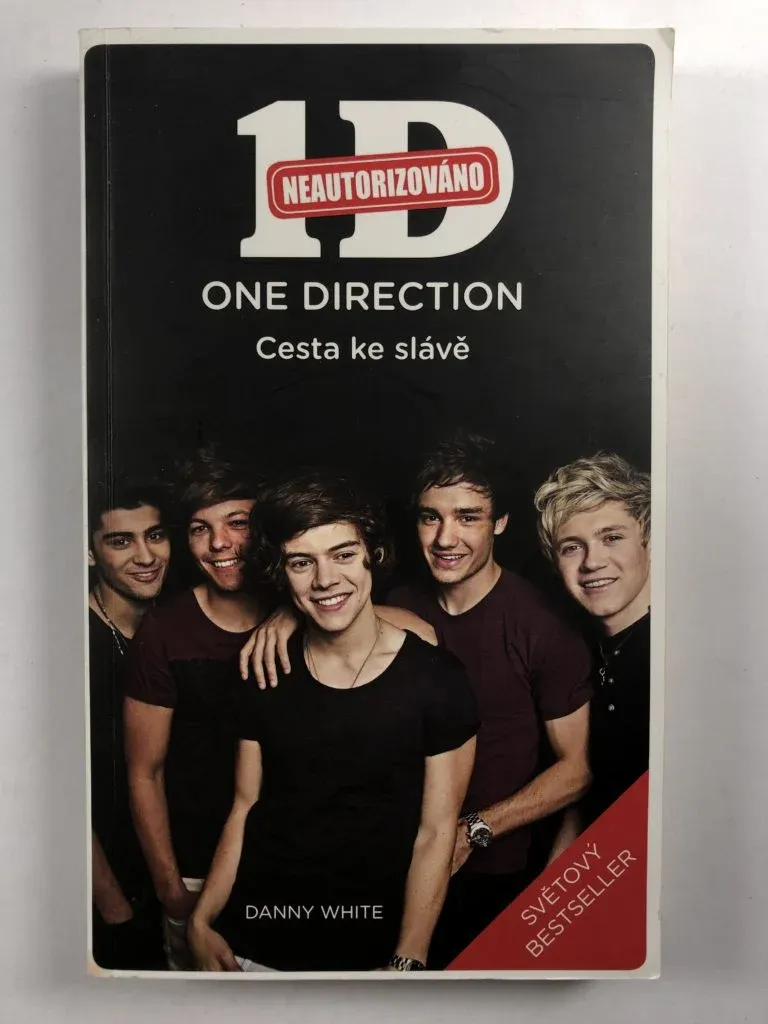 1D
NEAUTORIZOVÁNO
ONE DIRECTION
Cesta ke slávě
DANNY WHITE
SVĚTOVÝ
BESTSELLER